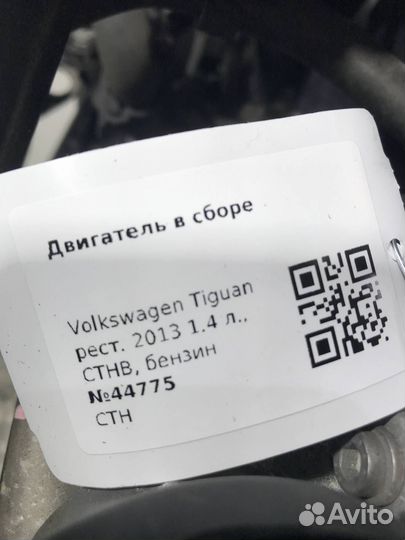 Двигатель в сборе
Volkswagen Tiguan
рест. 2013 1.4 л.,
CTHB, бензин
№44775
CTH
Avito